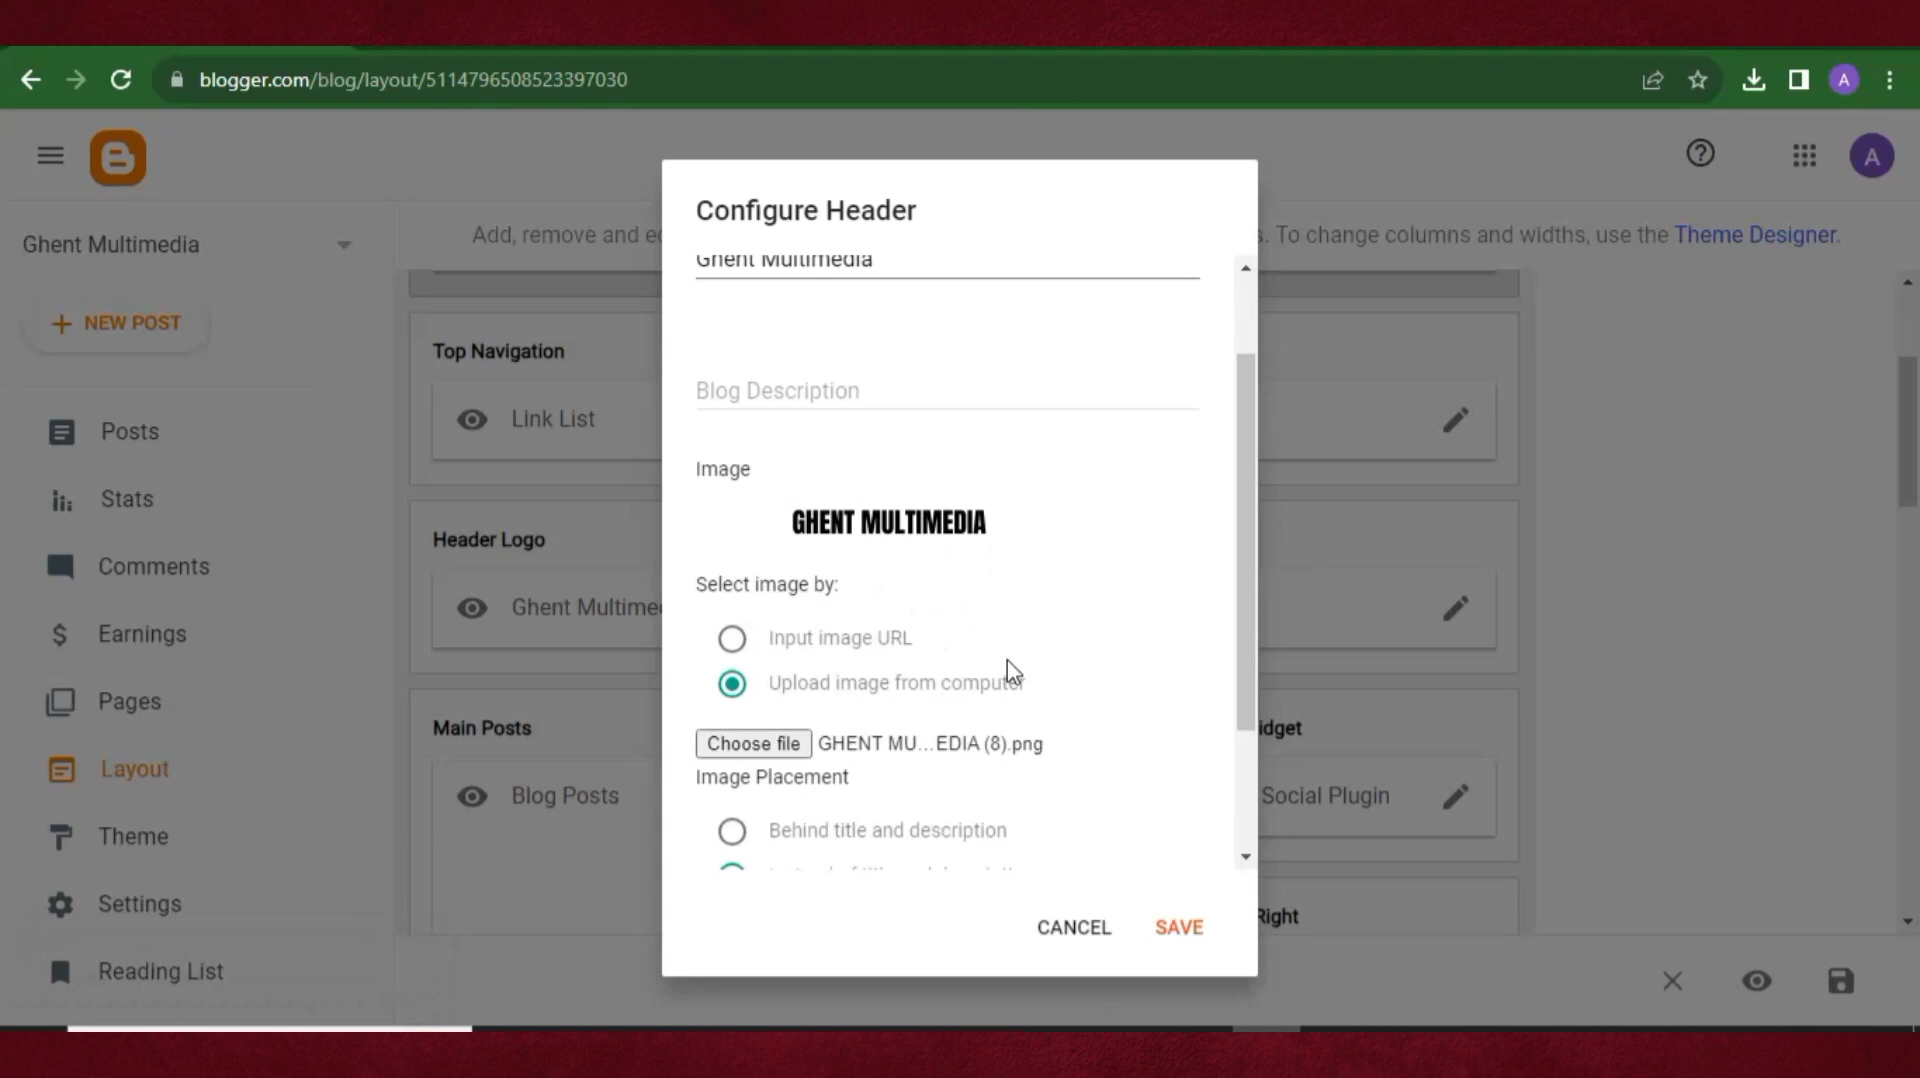 blogger.com/blog/layout/5114796508523397030
A
A
Ghent Multimedia
Add, remove and e
s. To change columns and widths, use the Theme Designer.
NEW POST
Posts
Stats
Comments
Earnings
Pages
Layout
Theme
Settings
Reading List
Top Navigation
Link List
Header Logo
Ghent Multime
Main Posts
Blog Posts
idget
Social Plugin
Right
Configure Header
Ghent Multimedia
Blog Description
Image
GHENT MULTIMEDIA
Select image by:
Input image URL
Upload image from computer
Choose file GHENT MU...EDIA (8).png
Image Placement
Behind title and description
CANCEL SAVE